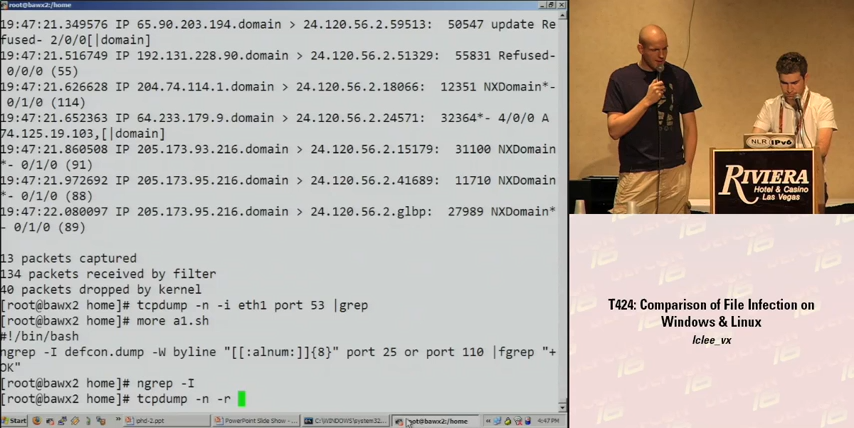 root@bawx2:/home
19:47:21.349576 IP 65.90.203.194.domain > 24.120.56.2.59513:  50547 update Re
fused- 2/0/0[|domain]
19:47:21.516749 IP 192.131.228.90.domain > 24.120.56.2.51329:  55831 Refused-
 0/0/0 (55)
19:47:21.626628 IP 204.74.114.1.domain > 24.120.56.2.18066:  12351 NXDomain*-
 0/1/0 (114)
19:47:21.652363 IP 64.233.179.9.domain > 24.120.56.2.24571:  32364*- 4/0/0 A
74.125.19.103,[|domain]
19:47:21.860508 IP 205.173.93.216.domain > 24.120.56.2.15179:  31100 NXDomain
*- 0/1/0 (91)
19:47:21.972692 IP 205.173.95.216.domain > 24.120.56.2.41689:  11710 NXDomain
*- 0/1/0 (88)
19:47:22.080097 IP 205.173.95.216.domain > 24.120.56.2.glbp:  27989 NXDomain*
- 0/1/0 (89)
13 packets captured
134 packets received by filter
40 packets dropped by kernel
[root@bawx2 home]# tcpdump -n -i eth1 port 53 |grep
[root@bawx2 home]# more a1.sh
#!/bin/bash
ngrep -I defcon.dump -W byline "[[:alnum:]]{8}" port 25 or port 110 |fgrep "+
OK"
[root@bawx2 home]# ngrep -I
[root@bawx2 home]# tcpdump -n -r
Start
phd-2.ppt
PowerPoint Slide Show - ...
C:\WINDOWS\system32...
root@bawx2:/home
4:47 PM
NLR IPv6
RIVIERA
Hotel & Casino
Las Vegas
T424: Comparison of File Infection on
Windows & Linux
lclee_vx